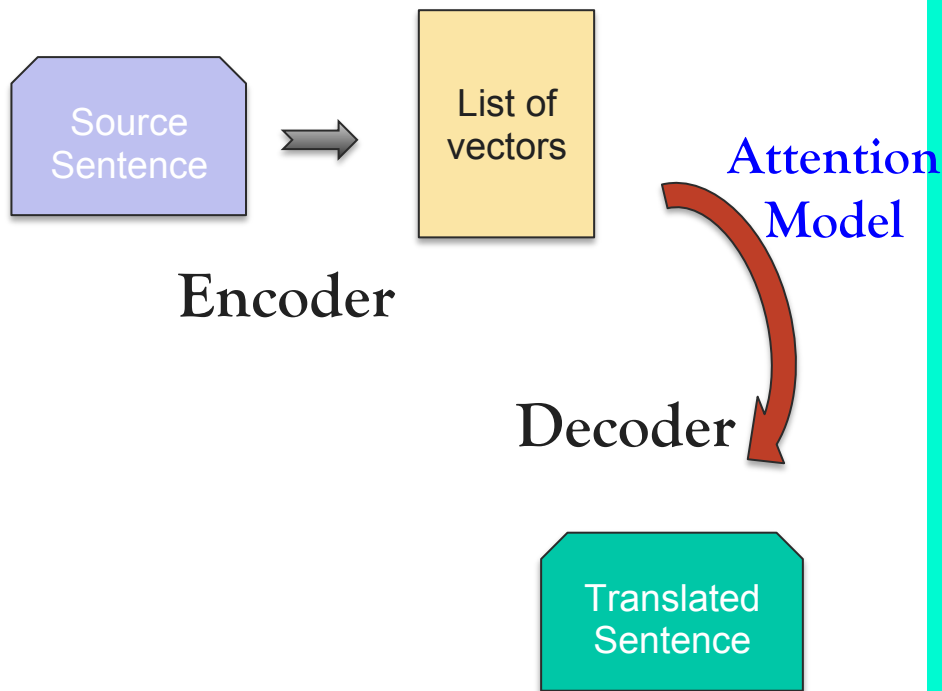 Source
Sentence
List of
vectors
Attention
Model
Encoder
Decoder
Translated
Sentence